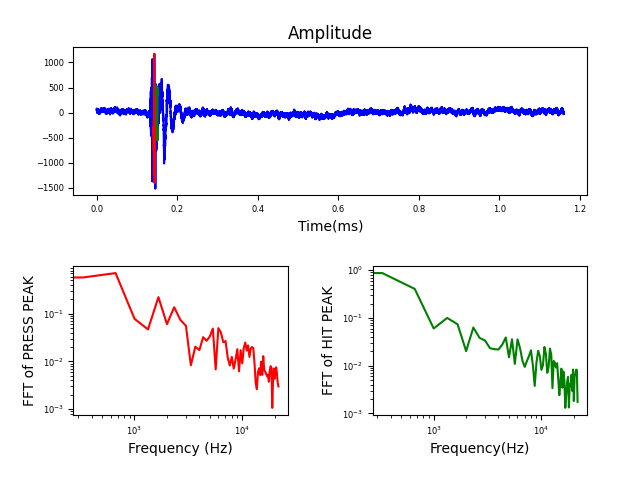 Amplitude
1000
500
0
−500
−1000
−1500
0.0 0.2 0.4 0.6 0.8 1.0 1.2
Time(ms)
FFT of PRESS PEAK
10⁻¹
10⁻²
10⁻³
10³ 10⁴
Frequency (Hz)
FFT of HIT PEAK
10⁰
10⁻¹
10⁻²
10⁻³
10³ 10⁴
Frequency(Hz)